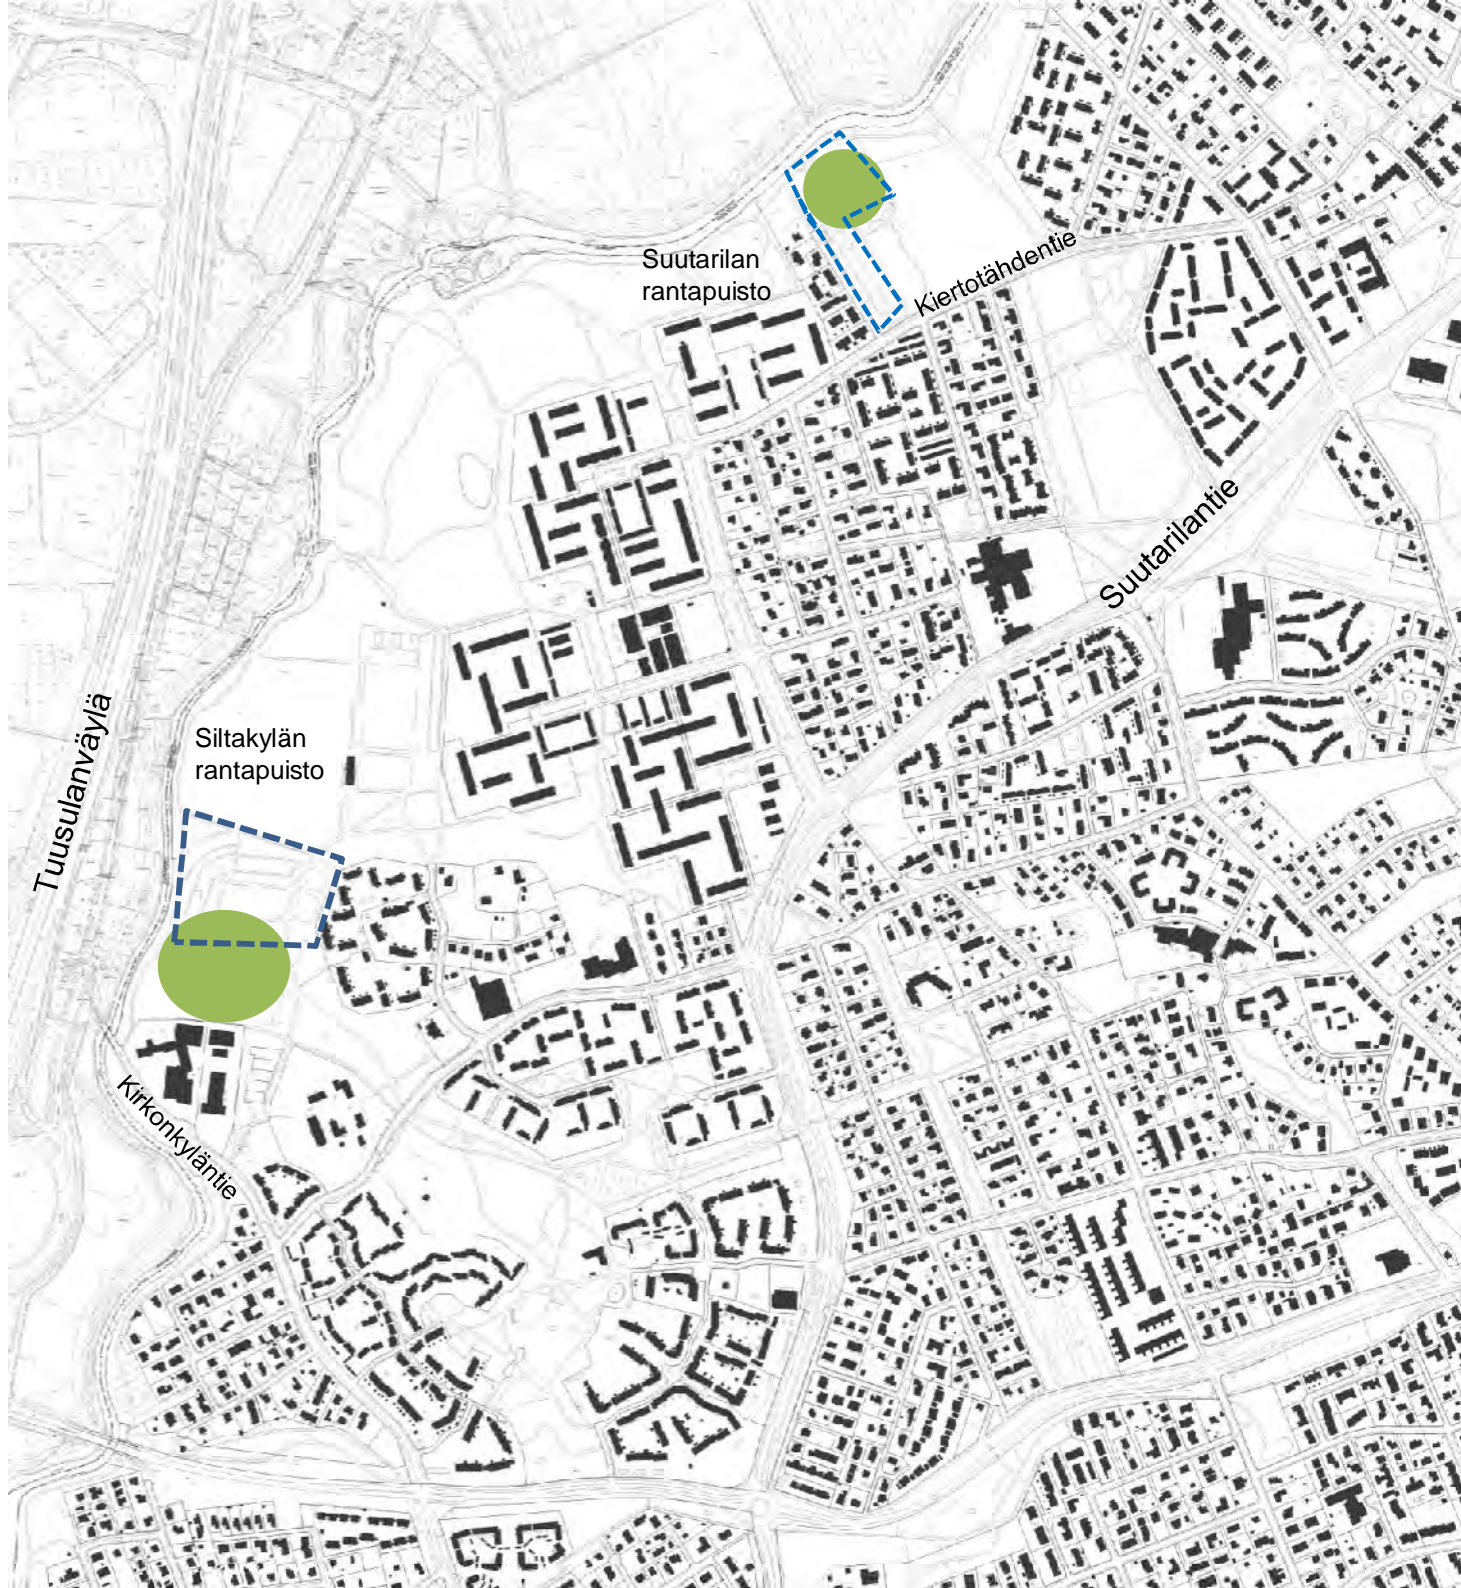 Suutarilan
rantapuisto
Kiertotähdentie
Suutarilantie
Siltakylän
rantapuisto
Tuusulanväylä
Kirkonkyläntie